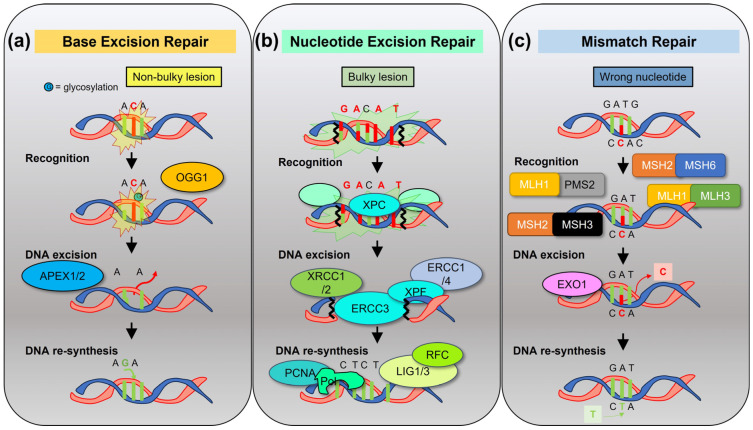 (a)
Base Excision Repair
G = glycosylation
Non-bulky lesion
A C A
Recognition
A C A
G
OGG1
DNA excision
APEX1/2
A A
DNA re-synthesis
A G A
(b)
Nucleotide Excision Repair
Bulky lesion
G A C A T
Recognition
G A C A T
XPC
DNA excision
XRCC1
/2
ERCC1
/4
XPF
ERCC3
DNA re-synthesis
PCNA
Pol
C T C T
RFC
LIG1/3
(c)
Mismatch Repair
Wrong nucleotide
G A T G
C C A C
Recognition
MSH2 MSH6
MLH1 PMS2
MLH1 MLH3
MSH2 MSH3
C C A
DNA excision
G A T
C
EXO1
C C A
DNA re-synthesis
G A T
C T A
T